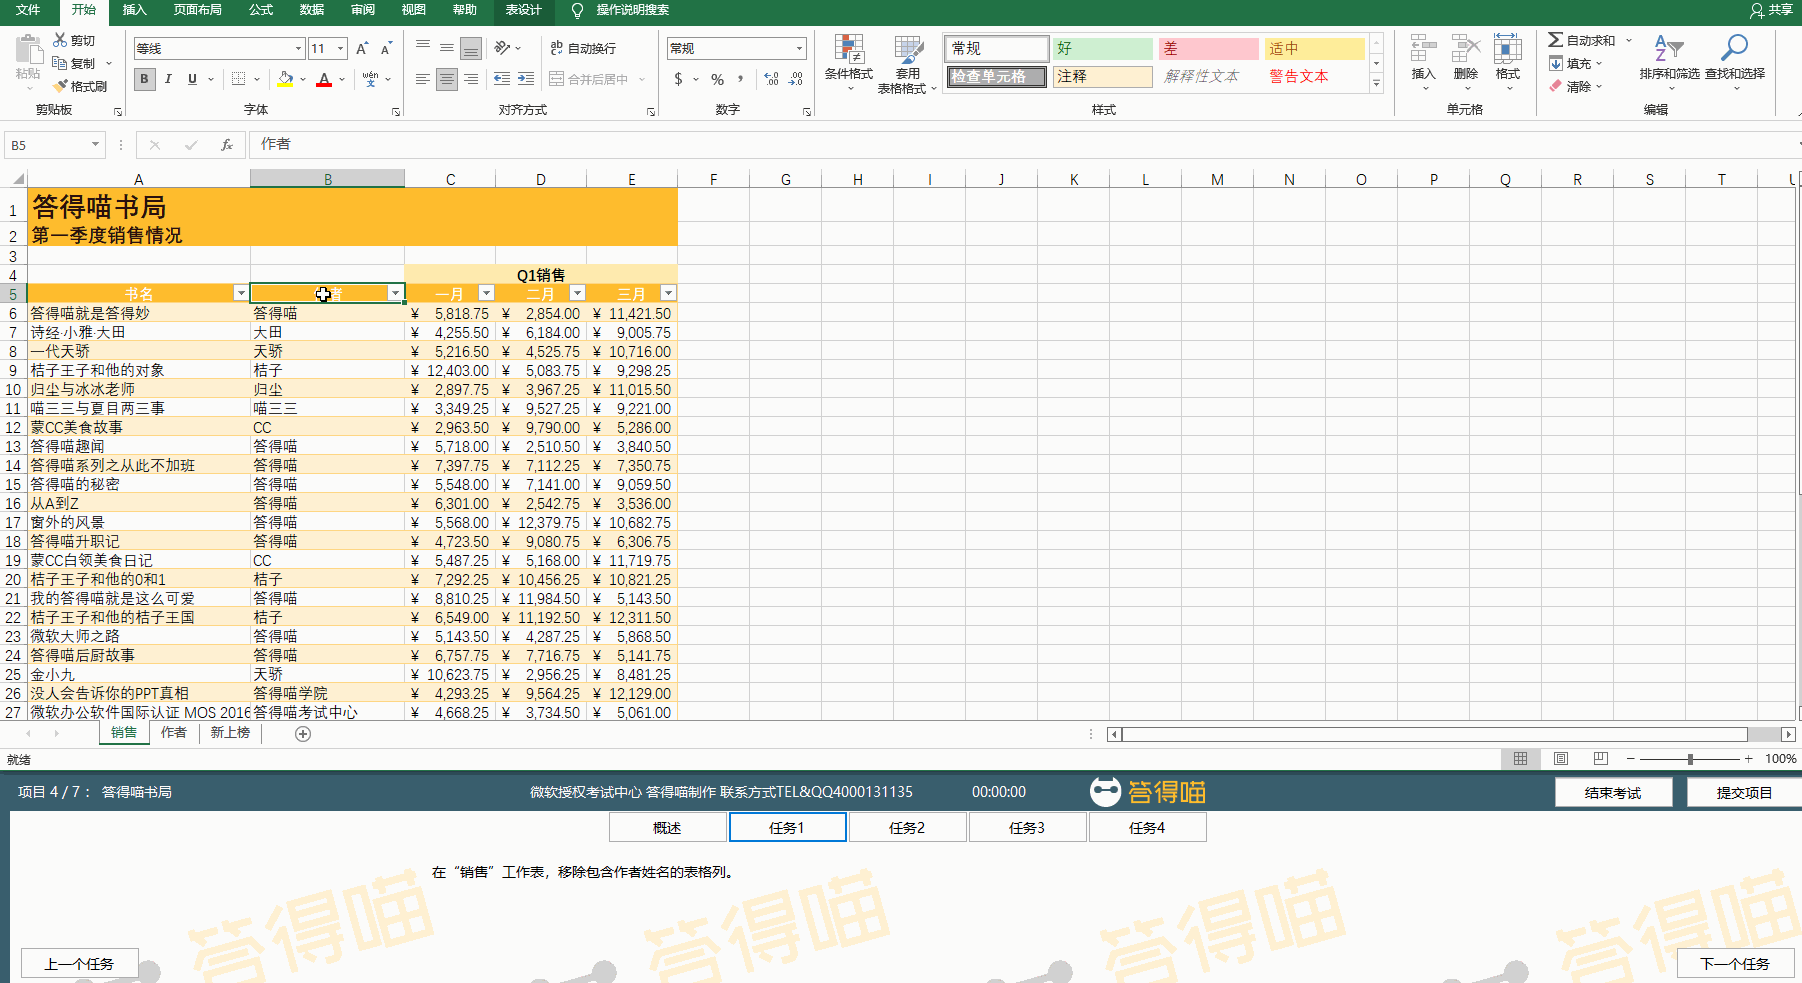 文件 开始 插入 页面布局 公式 数据 审阅 视图 帮助 表设计 操作说明搜索 共享
粘贴 剪切 复制 格式刷 剪贴板
等线 11 B I U A 字体
自动换行 合并后居中 对齐方式
常规 $ % 数字
条件格式 套用 表格格式
常规 好 差 适中
检查单元格 注释 解释性文本 警告文本
样式
插入 删除 格式 单元格
自动求和 填充 清除 排序和筛选 查找和选择 编辑
B5 fx 作者
A B C D E F G H I J K L M N O P Q R S T U
1 答得喵书局
2 第一季度销售情况
3
4 Q1销售
5 书名 者 一月 二月 三月
6 答得喵就是答得妙 答得喵 ¥ 5,818.75 ¥ 2,854.00 ¥ 11,421.50
7 诗经·小雅·大田 大田 ¥ 4,255.50 ¥ 6,184.00 ¥ 9,005.75
8 一代天骄 天骄 ¥ 5,216.50 ¥ 4,525.75 ¥ 10,716.00
9 桔子王子和他的对象 桔子 ¥ 12,403.00 ¥ 5,083.75 ¥ 9,298.25
10 归尘与冰冰老师 归尘 ¥ 2,897.75 ¥ 3,967.25 ¥ 11,015.50
11 喵三三与夏目两三事 喵三三 ¥ 3,349.25 ¥ 9,527.25 ¥ 9,221.00
12 蒙CC美食故事 CC ¥ 2,963.50 ¥ 9,790.00 ¥ 5,286.00
13 答得喵趣闻 答得喵 ¥ 5,718.00 ¥ 2,510.50 ¥ 3,840.50
14 答得喵系列之从此不加班 答得喵 ¥ 7,397.75 ¥ 7,112.25 ¥ 7,350.75
15 答得喵的秘密 答得喵 ¥ 5,548.00 ¥ 7,141.00 ¥ 9,059.50
16 从A到Z 答得喵 ¥ 6,301.00 ¥ 2,542.75 ¥ 3,536.00
17 窗外的风景 答得喵 ¥ 5,568.00 ¥ 12,379.75 ¥ 10,682.75
18 答得喵升职记 答得喵 ¥ 4,723.50 ¥ 9,080.75 ¥ 6,306.75
19 蒙CC白领美食日记 CC ¥ 5,487.25 ¥ 5,168.00 ¥ 11,719.75
20 桔子王子和他的0和1 桔子 ¥ 7,292.25 ¥ 10,456.25 ¥ 10,821.25
21 我的答得喵就是这么可爱 答得喵 ¥ 8,810.25 ¥ 11,984.50 ¥ 5,143.50
22 桔子王子和他的桔子王国 桔子 ¥ 6,549.00 ¥ 11,192.50 ¥ 12,311.50
23 微软大师之路 答得喵 ¥ 5,143.50 ¥ 4,287.25 ¥ 5,868.50
24 答得喵后厨故事 答得喵 ¥ 6,757.75 ¥ 7,716.75 ¥ 5,141.75
25 金小九 天骄 ¥ 10,623.75 ¥ 2,956.25 ¥ 8,481.25
26 没人会告诉你的PPT真相 答得喵学院 ¥ 4,293.25 ¥ 9,564.25 ¥ 12,129.00
27 微软办公软件国际认证 MOS 2016 答得喵考试中心 ¥ 4,668.25 ¥ 3,734.50 ¥ 5,061.00
销售 作者 新上榜
就绪 100%
项目 4 / 7 : 答得喵书局 微软授权考试中心 答得喵制作 联系方式TEL&QQ4000131135 00:00:00 答得喵 结束考试 提交项目
概述 任务1 任务2 任务3 任务4
在“销售”工作表，移除包含作者姓名的表格列。
答得喵 答得喵 答得喵 答得喵
上一个任务 下一个任务